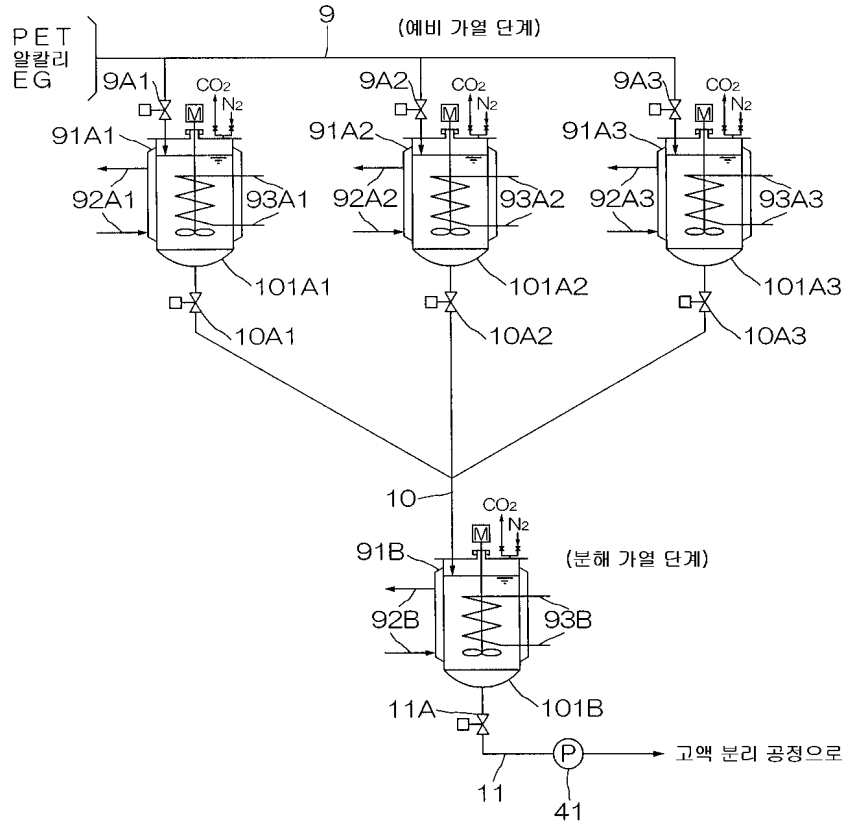 PET
알칼리
EG
9
(예비 가열 단계)
9A1
CO2
N2
M
9A2
CO2
N2
M
9A3
CO2
N2
M
91A1
91A2
91A3
92A1
93A1
92A2
93A2
92A3
93A3
101A1
101A2
101A3
10A1
10A2
10A3
10
CO2
N2
M
91B
(분해 가열 단계)
92B
93B
11A
101B
P
고액 분리 공정으로
11
41